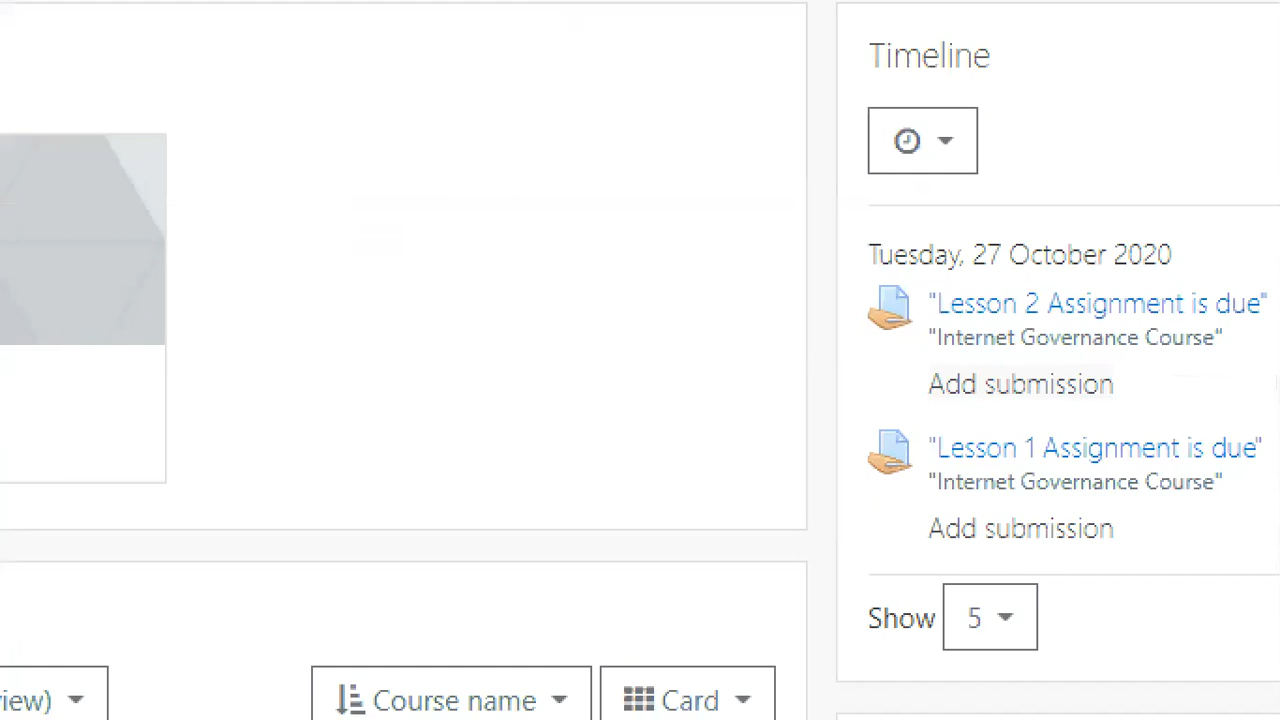 Timeline
Tuesday, 27 October 2020
"Lesson 2 Assignment is due"
"Internet Governance Course"
Add submission
"Lesson 1 Assignment is due"
"Internet Governance Course"
Add submission
Show 5
Course name
Card